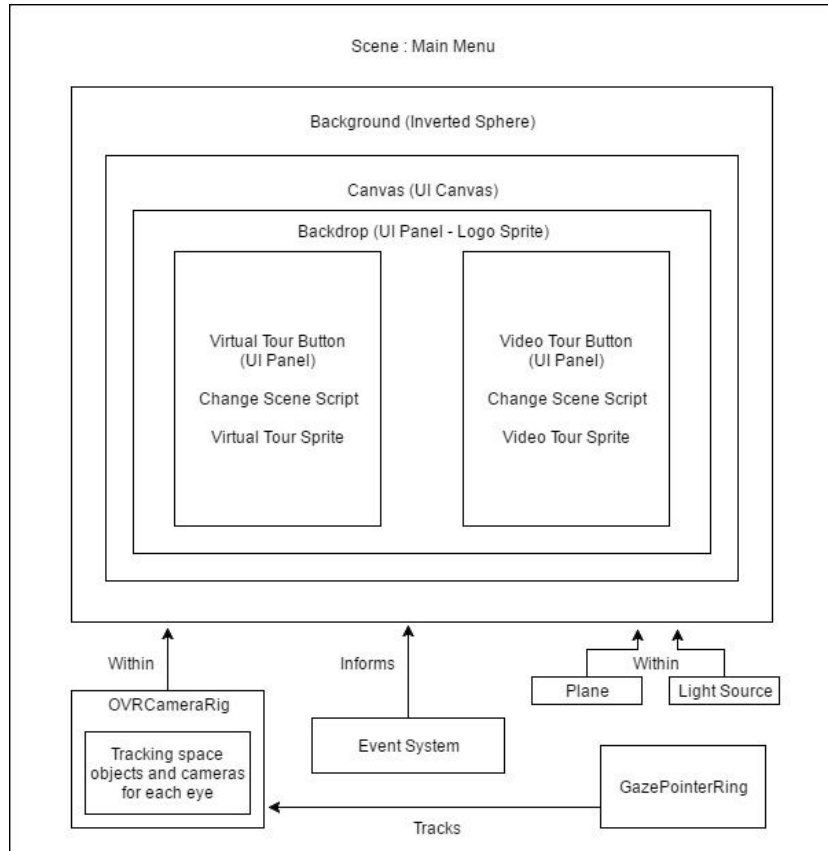 Scene : Main Menu
Background (Inverted Sphere)
Canvas (UI Canvas)
Backdrop (UI Panel - Logo Sprite)
Virtual Tour Button
(UI Panel)
Change Scene Script
Virtual Tour Sprite
Video Tour Button
(UI Panel)
Change Scene Script
Video Tour Sprite
Within
Informs
Within
Plane
Light Source
OVRCameraRig
Tracking space
objects and cameras
for each eye
Event System
GazePointerRing
Tracks